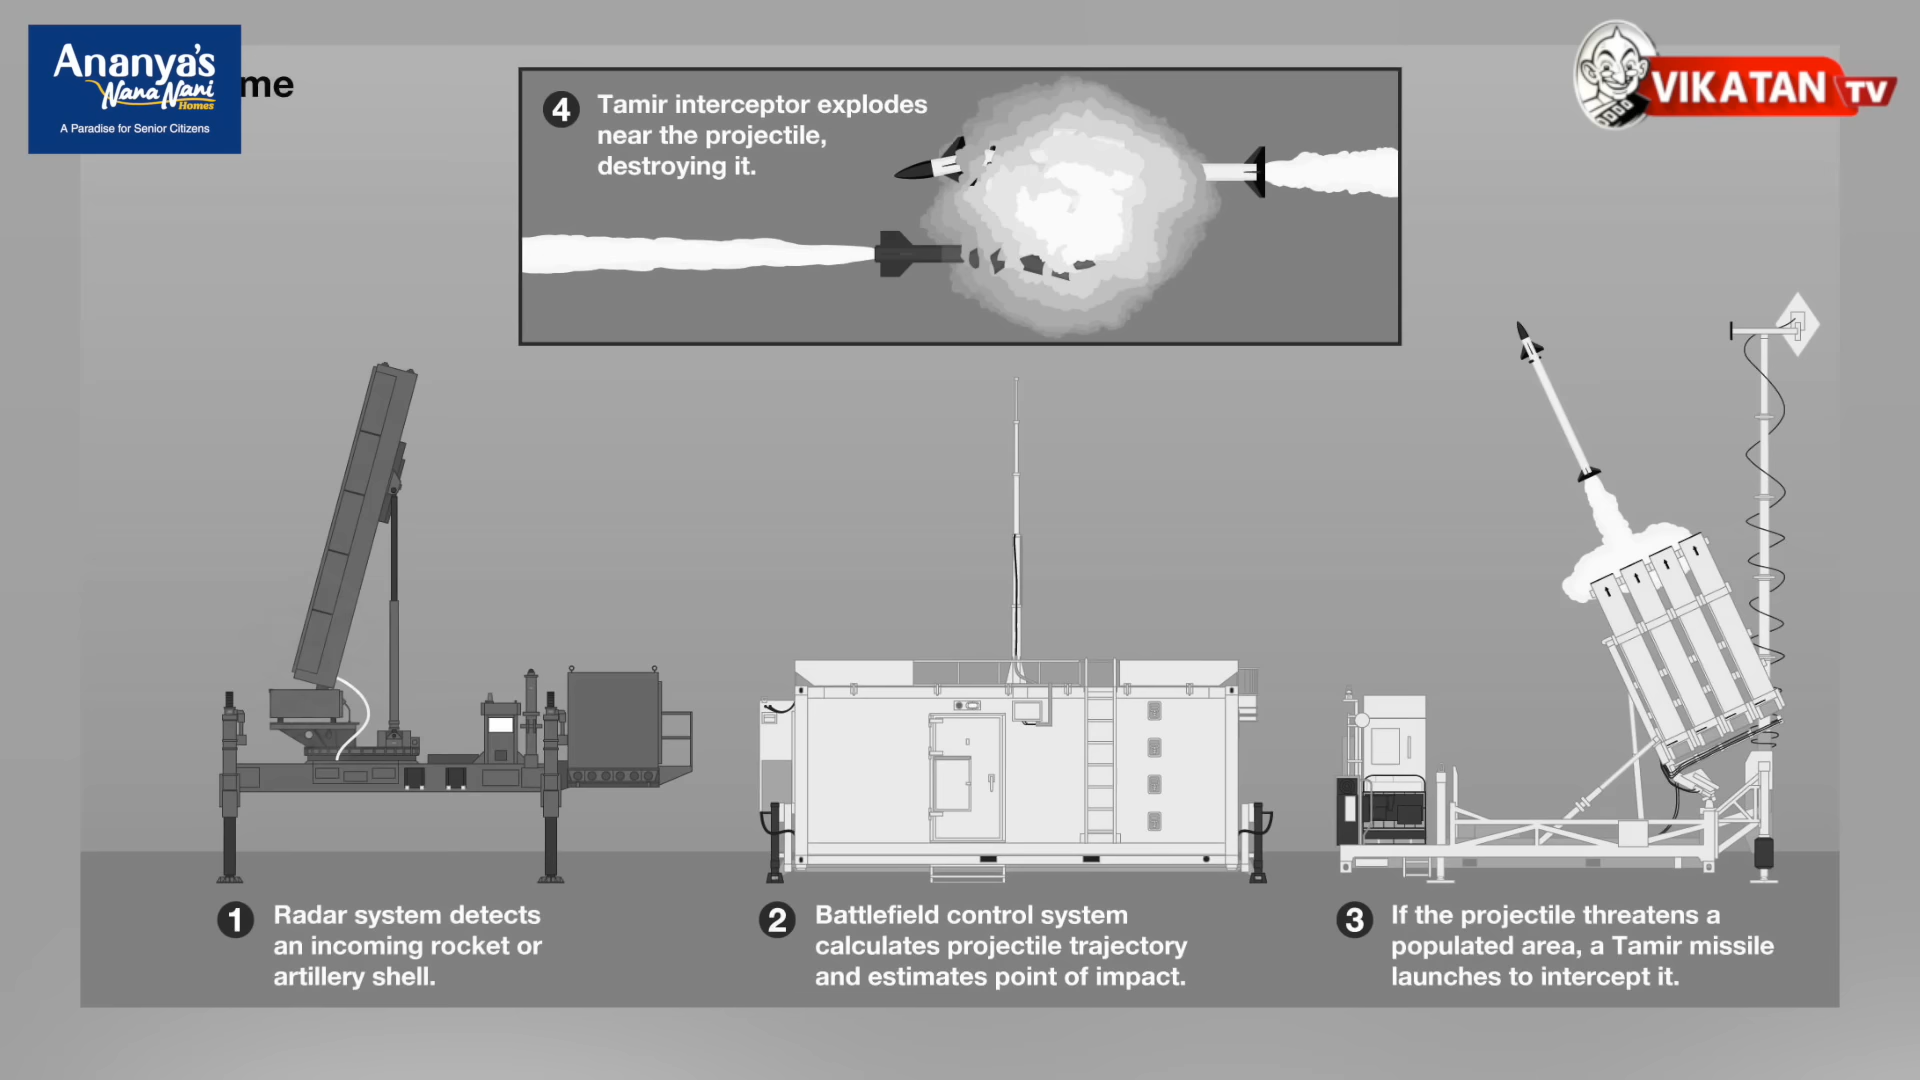 Ananya's
Nana Nani
Homes
A Paradise for Senior Citizens
me
VIKATAN TV
4 Tamir interceptor explodes
near the projectile,
destroying it.
1 Radar system detects
an incoming rocket or
artillery shell.
2 Battlefield control system
calculates projectile trajectory
and estimates point of impact.
3 If the projectile threatens a
populated area, a Tamir missile
launches to intercept it.